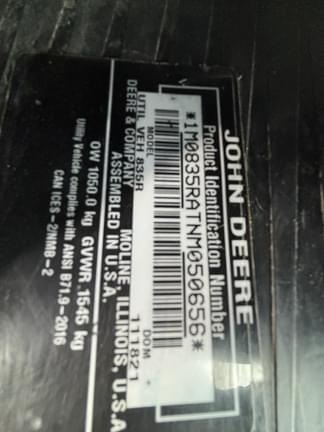 JOHN DEERE
Product Identification Number
*1M0835RATNM050656*
MODEL
DOM
UTIL VEH 835R
111821
DEERE & COMPANY MOLINE, ILLINOIS, U.S.A.
ASSEMBLED IN U.S.A.
OW 1050.0 kg GVWR 1545 kg
Utility Vehicle complies with ANSI B71.9-2016
CAN ICES-2/NMB-2